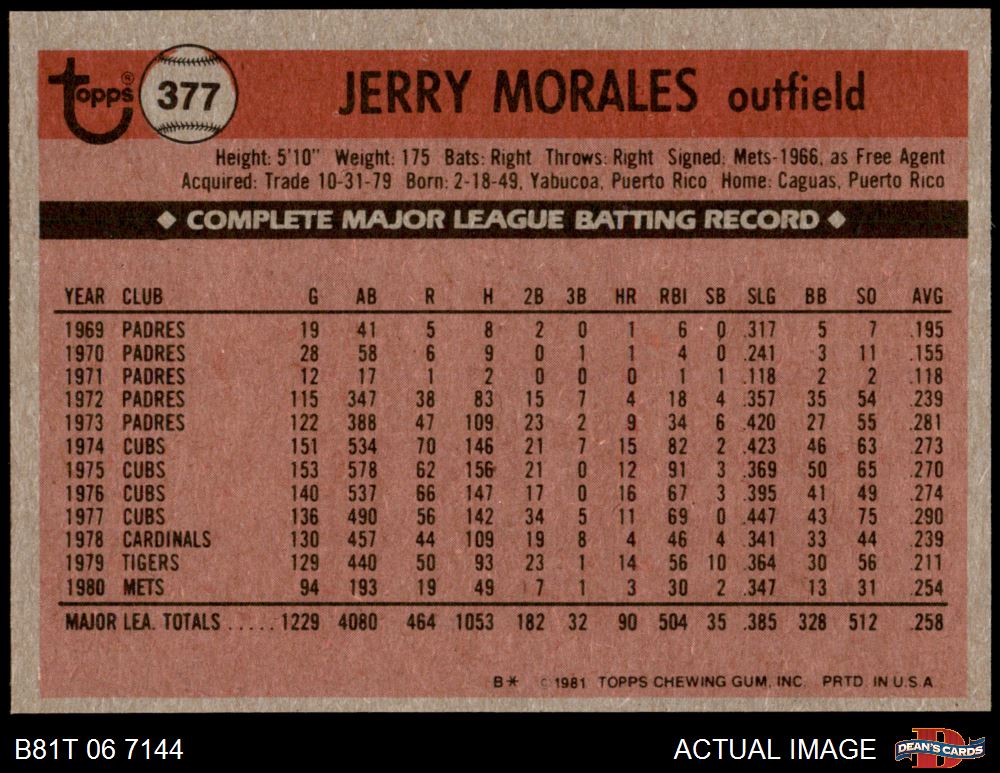 Topps® 377 JERRY MORALES outfield
Height: 5'10" Weight: 175 Bats: Right Throws: Right Signed: Mets-1966, as Free Agent
Acquired: Trade 10-31-79 Born: 2-18-49, Yabucoa, Puerto Rico Home: Caguas, Puerto Rico
◆ COMPLETE MAJOR LEAGUE BATTING RECORD ◆
YEAR CLUB G AB R H 2B 3B HR RBI SB SLG BB SO AVG
1969 PADRES 19 41 5 8 2 0 1 6 0 .317 5 7 .195
1970 PADRES 28 58 6 9 0 1 1 4 0 .241 3 11 .155
1971 PADRES 12 17 1 2 0 0 0 1 1 .118 2 2 .118
1972 PADRES 115 347 38 83 15 7 4 18 4 .357 35 54 .239
1973 PADRES 122 388 47 109 23 2 9 34 6 .420 27 55 .281
1974 CUBS 151 534 70 146 21 7 15 82 2 .423 46 63 .273
1975 CUBS 153 578 62 156 21 0 12 91 3 .369 50 65 .270
1976 CUBS 140 537 66 147 17 0 16 67 3 .395 41 49 .274
1977 CUBS 136 490 56 142 34 5 11 69 0 .447 43 75 .290
1978 CARDINALS 130 457 44 109 19 8 4 46 4 .341 33 44 .239
1979 TIGERS 129 440 50 93 23 1 14 56 10 .364 30 56 .211
1980 METS 94 193 19 49 7 1 3 30 2 .347 13 31 .254
MAJOR LEA. TOTALS ..... 1229 4080 464 1053 182 32 90 504 35 .385 328 512 .258
B* ©1981 TOPPS CHEWING GUM, INC. PRTD. IN U.S.A.
B81T 06 7144 ACTUAL IMAGE D DEAN'S CARDS